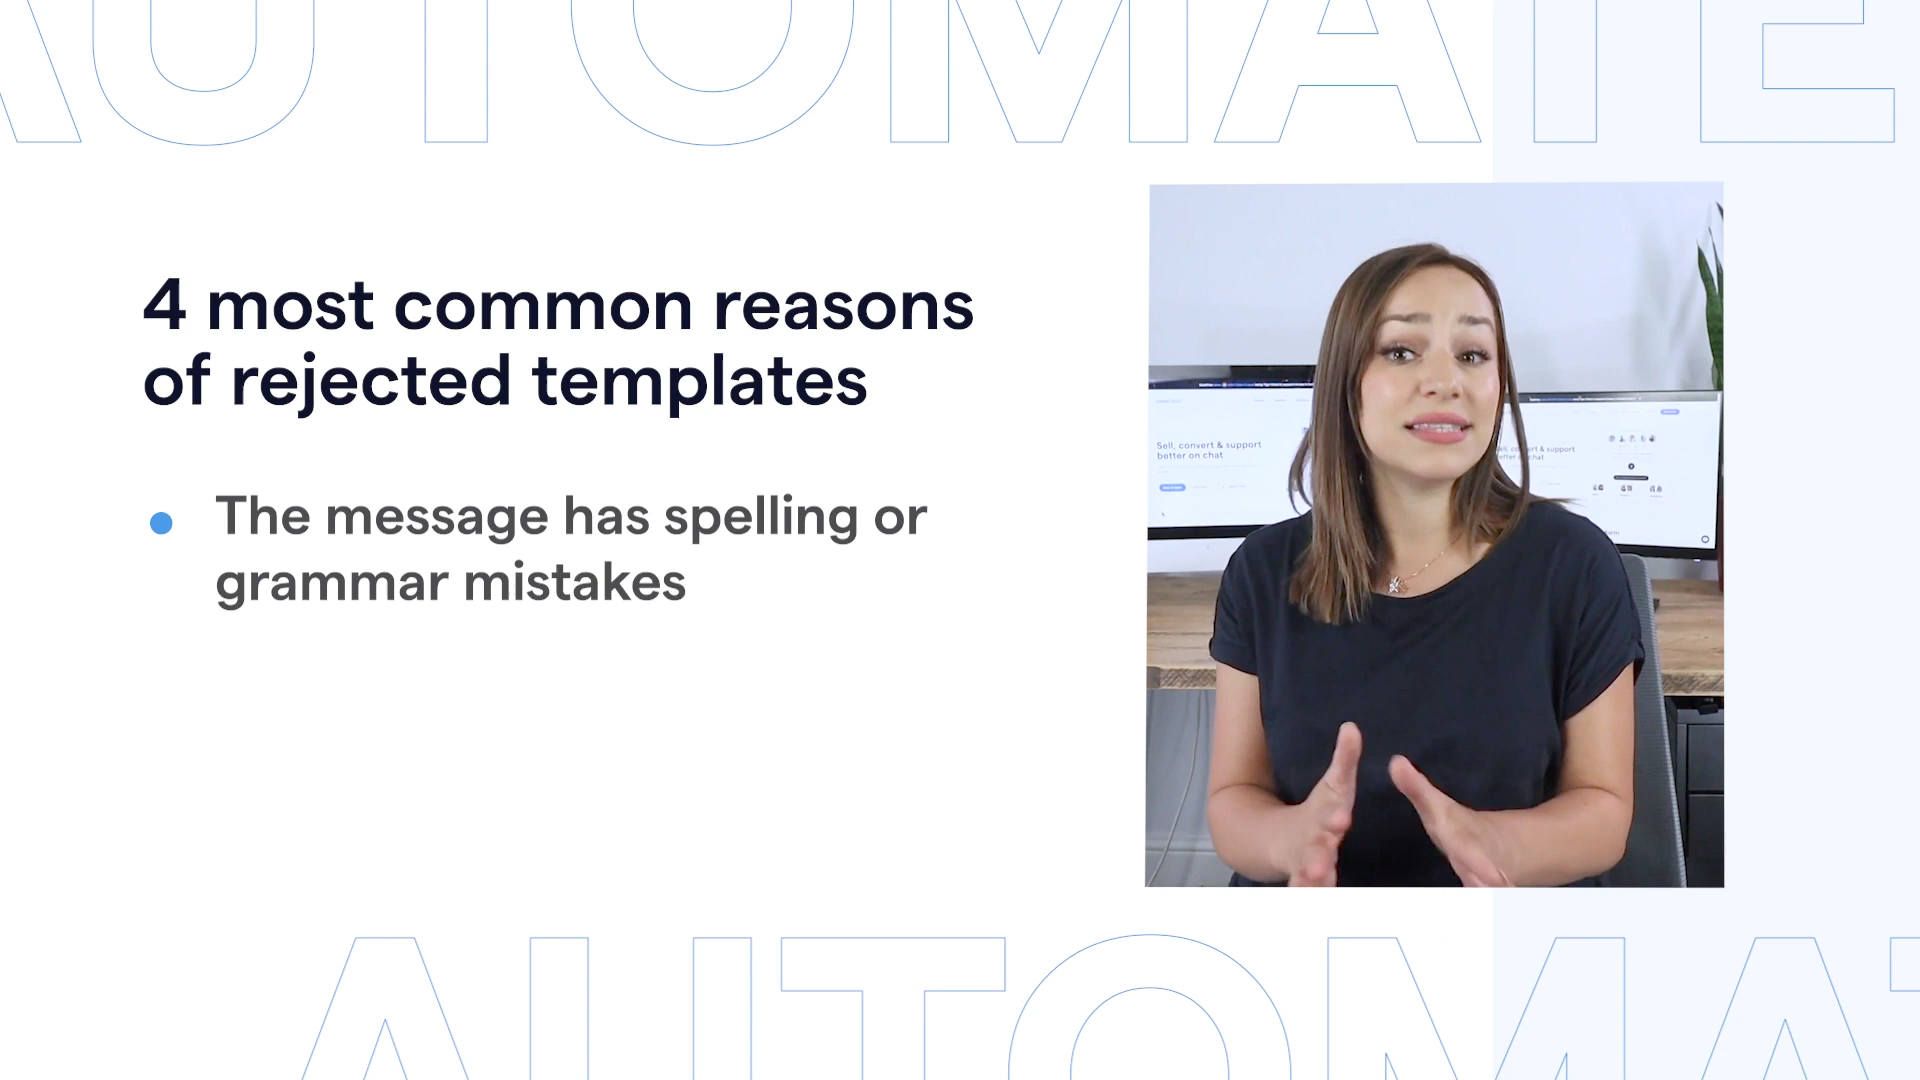 AUTOMATE
4 most common reasons
of rejected templates
The message has spelling or
grammar mistakes
Sell, convert & support
better on chat
AUTOMAT